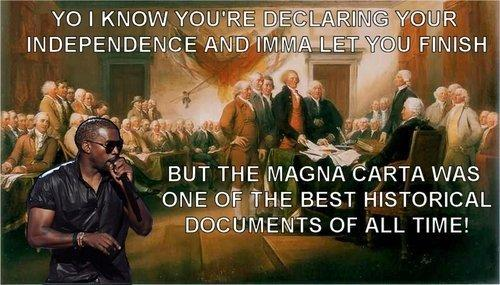 YO I KNOW YOU'RE DECLARING YOUR
INDEPENDENCE AND IMMA LET YOU FINISH
BUT THE MAGNA CARTA WAS
ONE OF THE BEST HISTORICAL
DOCUMENTS OF ALL TIME!